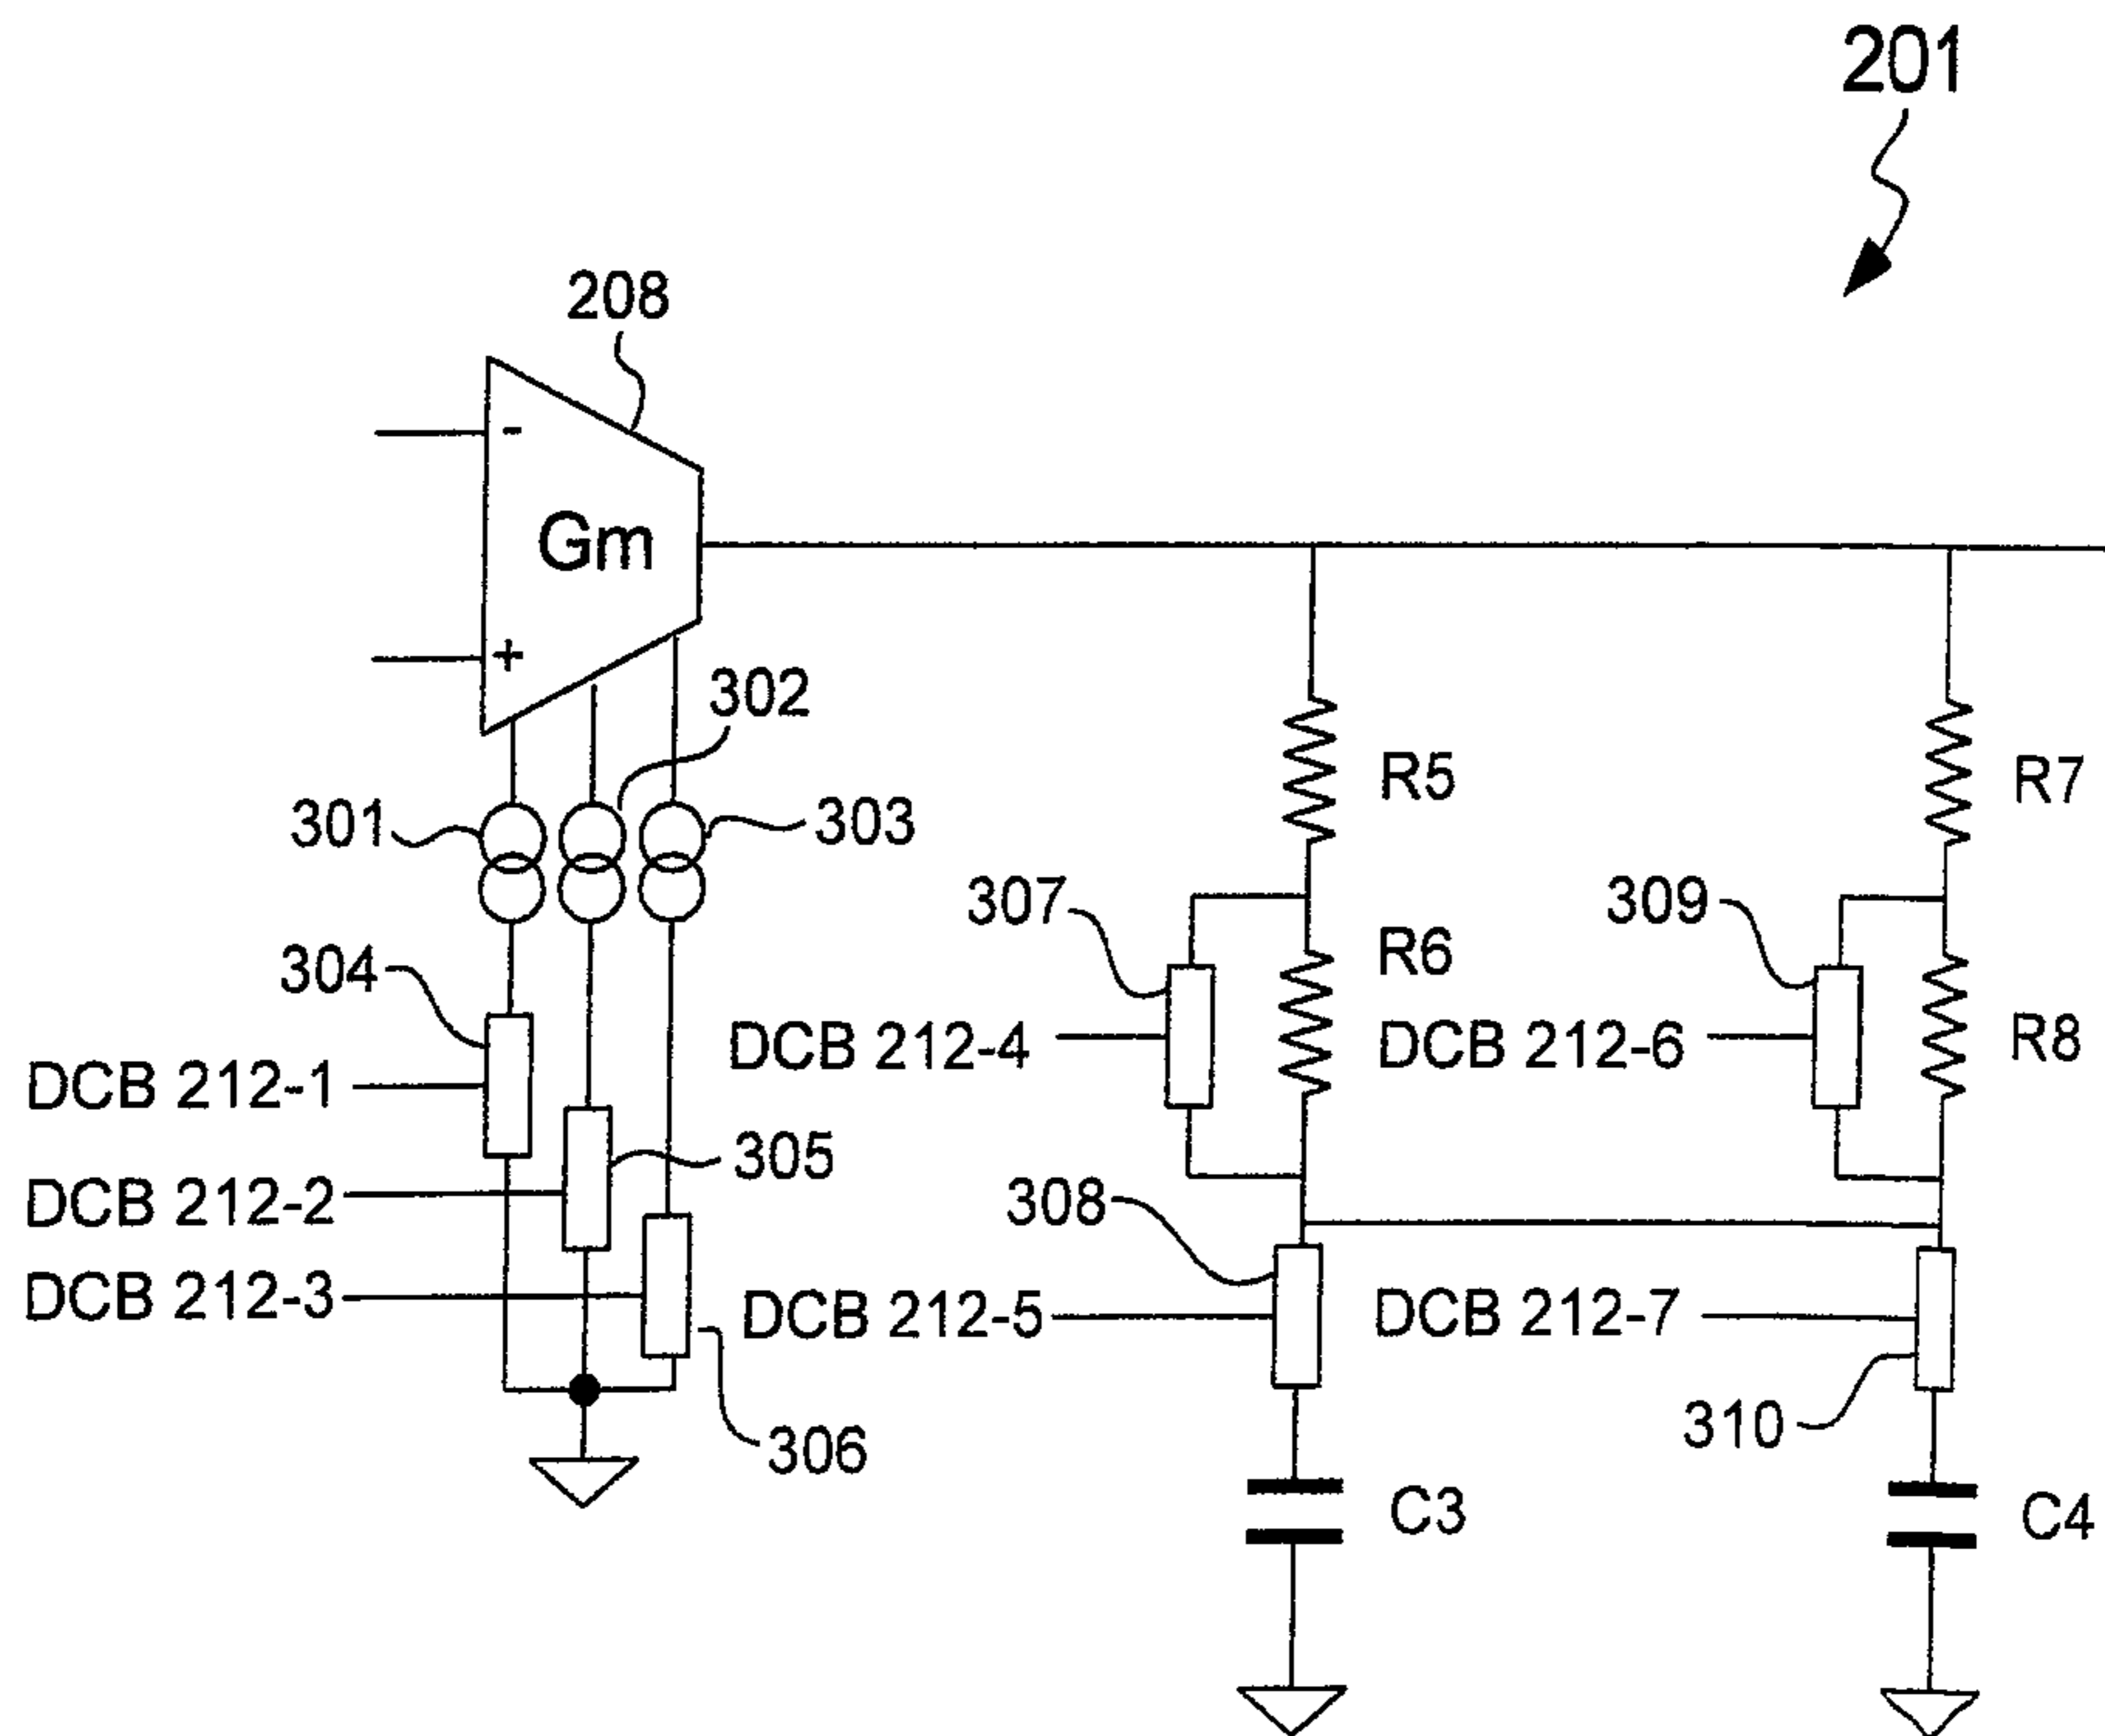 201
208
-
Gm
+
302
301
303
R5
R7
304
307
R6
309
DCB 212-1
DCB 212-4
DCB 212-6
R8
305
DCB 212-2
308
DCB 212-3
DCB 212-5
DCB 212-7
306
310
C3
C4